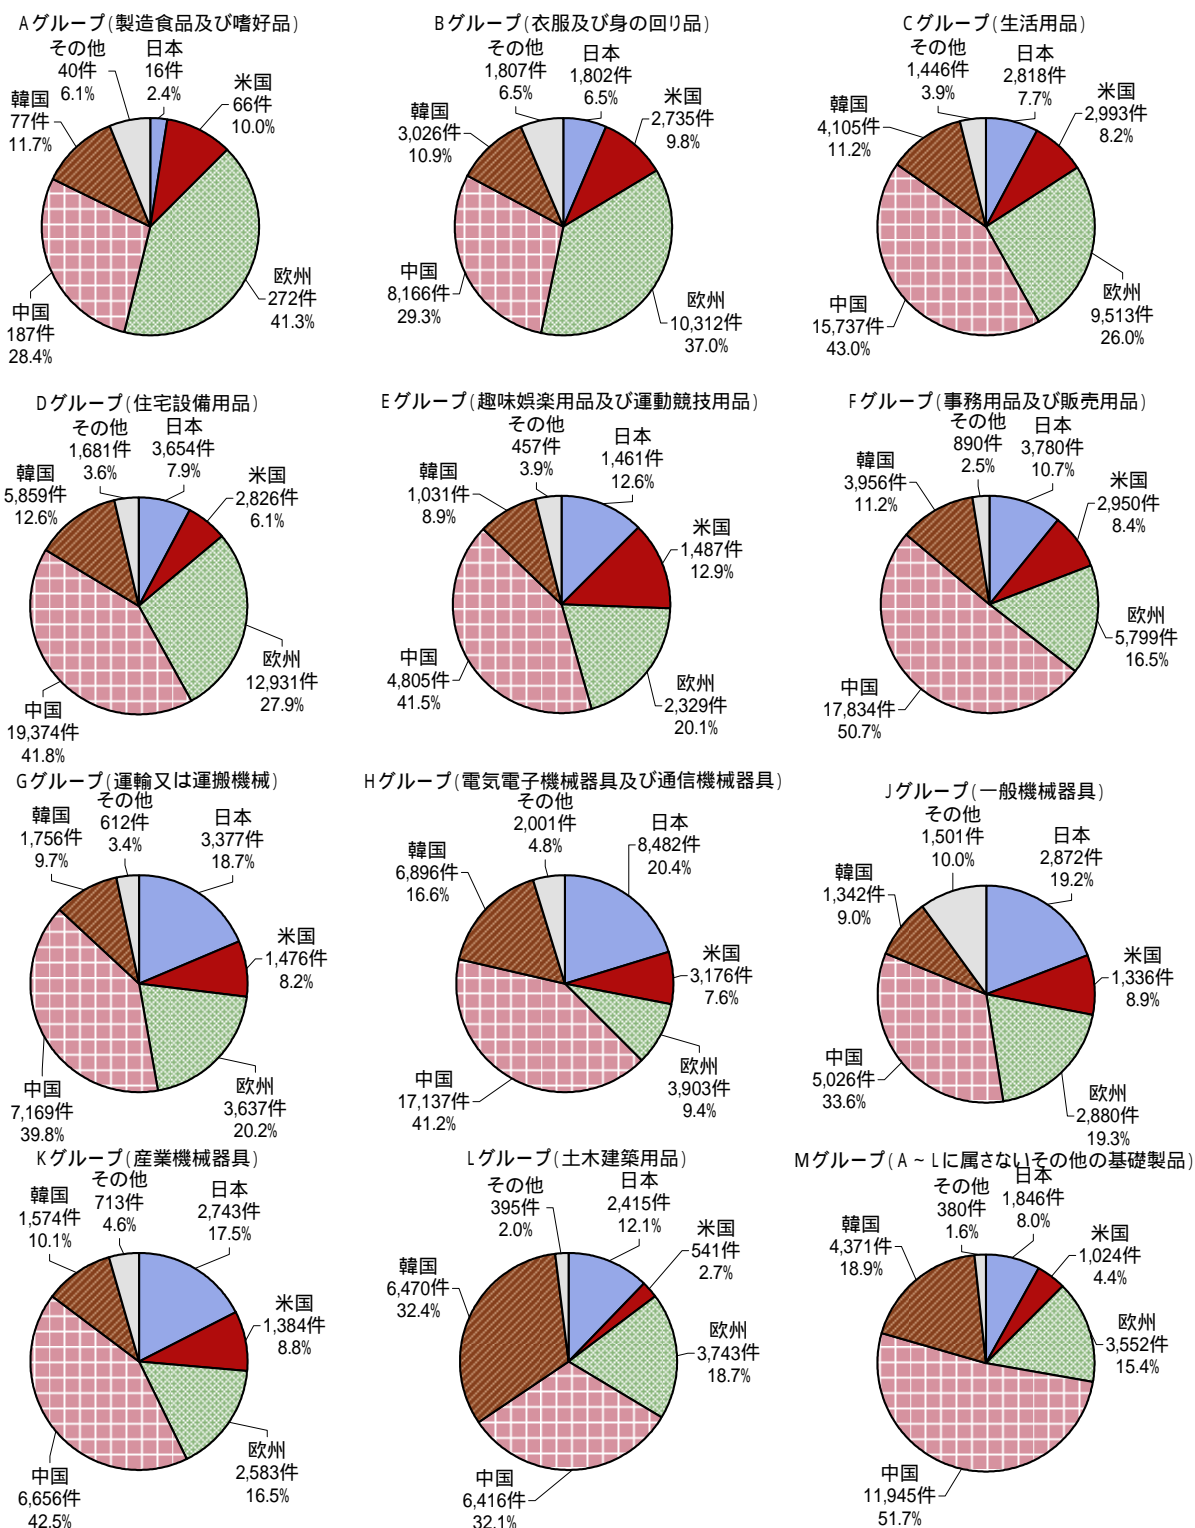 Aグループ(製造食品及び嗜好品)
その他
40件
6.1%
日本
16件
2.4%
米国
66件
10.0%
韓国
77件
11.7%
欧州
272件
41.3%
中国
187件
28.4%
Bグループ(衣服及び身の回り品)
その他
1,807件
6.5%
日本
1,802件
6.5%
米国
2,735件
9.8%
韓国
3,026件
10.9%
中国
8,166件
29.3%
欧州
10,312件
37.0%
Cグループ(生活用品)
その他
1,446件
3.9%
日本
2,818件
7.7%
米国
2,993件
8.2%
韓国
4,105件
11.2%
欧州
9,513件
26.0%
中国
15,737件
43.0%
Dグループ(住宅設備用品)
その他
1,681件
3.6%
日本
3,654件
7.9%
米国
2,826件
6.1%
韓国
5,859件
12.6%
欧州
12,931件
27.9%
中国
19,374件
41.8%
Eグループ(趣味娯楽用品及び運動競技用品)
その他
457件
3.9%
日本
1,461件
12.6%
韓国
1,031件
8.9%
米国
1,487件
12.9%
中国
4,805件
41.5%
欧州
2,329件
20.1%
Fグループ(事務用品及び販売用品)
その他
890件
2.5%
日本
3,780件
10.7%
韓国
3,956件
11.2%
米国
2,950件
8.4%
欧州
5,799件
16.5%
中国
17,834件
50.7%
Gグループ(運輸又は運搬機械)
その他
612件
3.4%
日本
3,377件
18.7%
韓国
1,756件
9.7%
米国
1,476件
8.2%
欧州
3,637件
20.2%
中国
7,169件
39.8%
Hグループ(電気電子機械器具及び通信機械器具)
その他
2,001件
4.8%
日本
8,482件
20.4%
韓国
6,896件
16.6%
米国
3,176件
7.6%
中国
17,137件
41.2%
欧州
3,903件
9.4%
Jグループ(一般機械器具)
その他
1,501件
10.0%
日本
2,872件
19.2%
韓国
1,342件
9.0%
米国
1,336件
8.9%
中国
5,026件
33.6%
欧州
2,880件
19.3%
Kグループ(産業機械器具)
その他
713件
4.6%
日本
2,743件
17.5%
韓国
1,574件
10.1%
米国
1,384件
8.8%
欧州
2,583件
16.5%
中国
6,656件
42.5%
Lグループ(土木建築用品)
その他
395件
2.0%
日本
2,415件
12.1%
米国
541件
2.7%
韓国
6,470件
32.4%
欧州
3,743件
18.7%
中国
6,416件
32.1%
Mグループ(A～Lに属さないその他の基礎製品)
その他
380件
1.6%
日本
1,846件
8.0%
韓国
4,371件
18.9%
米国
1,024件
4.4%
欧州
3,552件
15.4%
中国
11,945件
51.7%